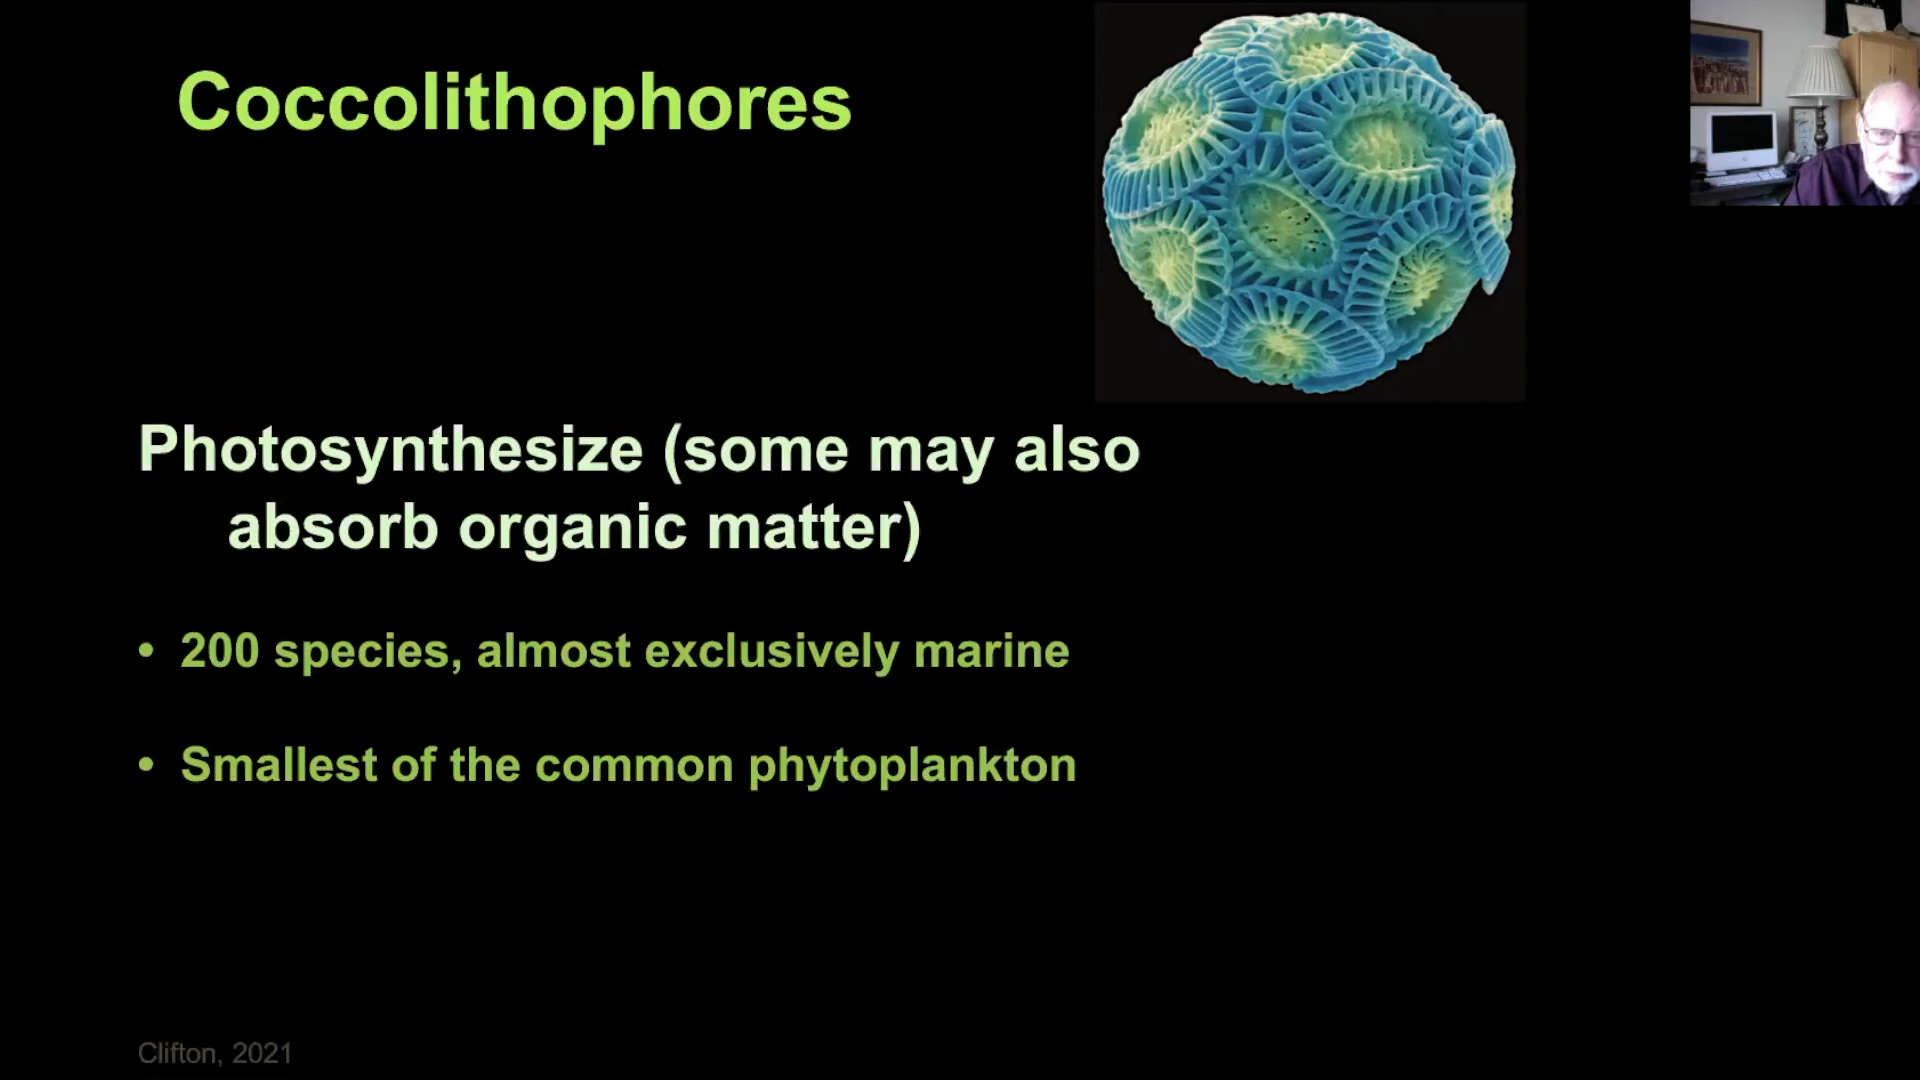 Coccolithophores
Photosynthesize (some may also
absorb organic matter)
• 200 species, almost exclusively marine
• Smallest of the common phytoplankton
Clifton, 2021